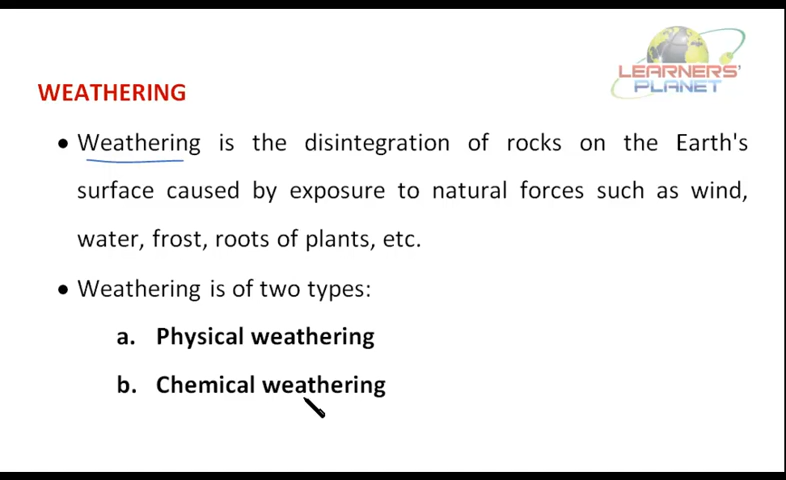 LEARNERS'
PLANET
WEATHERING
• Weathering is the disintegration of rocks on the Earth's
surface caused by exposure to natural forces such as wind,
water, frost, roots of plants, etc.
• Weathering is of two types:
a. Physical weathering
b. Chemical weathering